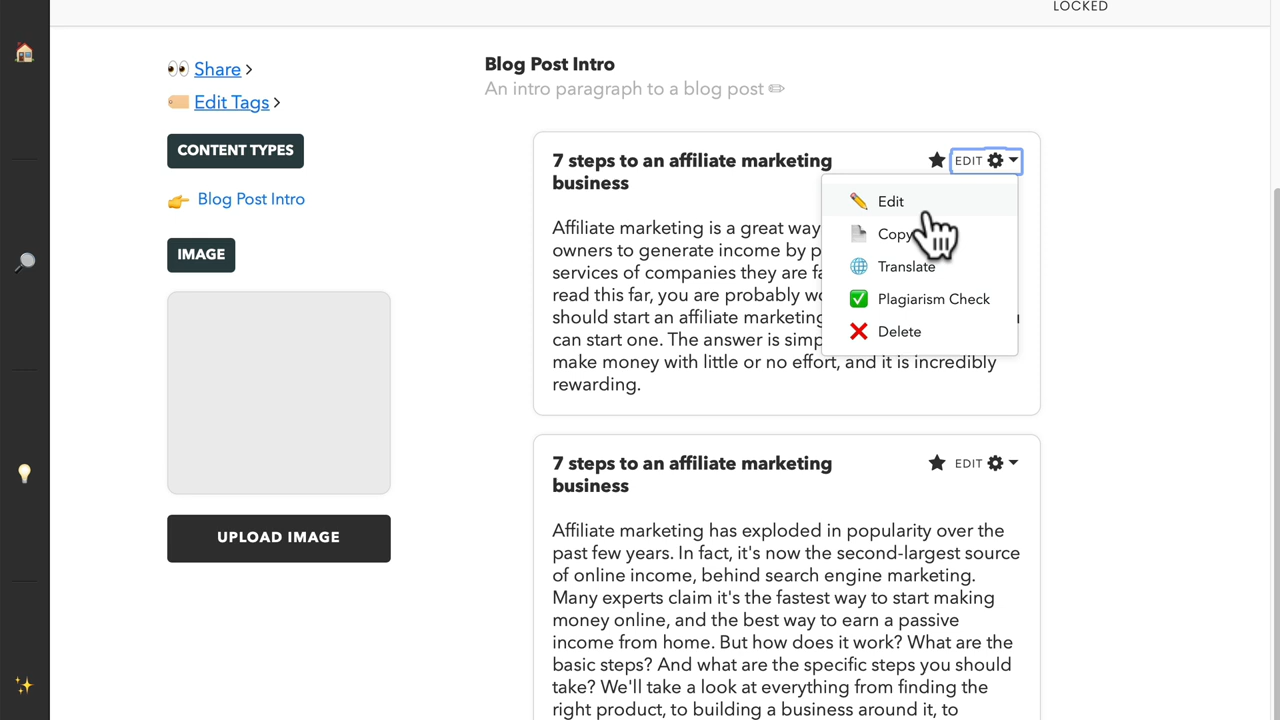 LOCKED
Share >
Edit Tags >
CONTENT TYPES
Blog Post Intro
IMAGE
UPLOAD IMAGE
Blog Post Intro
An intro paragraph to a blog post
7 steps to an affiliate marketing
business
EDIT
Edit
Copy
Translate
Plagiarism Check
Delete
Affiliate marketing is a great way
owners to generate income by p
services of companies they are fa
read this far, you are probably wo
should start an affiliate marketing
can start one. The answer is simp
make money with little or no effort, and it is incredibly
rewarding.
7 steps to an affiliate marketing
business
EDIT
Affiliate marketing has exploded in popularity over the
past few years. In fact, it's now the second-largest source
of online income, behind search engine marketing.
Many experts claim it's the fastest way to start making
money online, and the best way to earn a passive
income from home. But how does it work? What are the
basic steps? And what are the specific steps you should
take? We'll take a look at everything from finding the
right product, to building a business around it, to